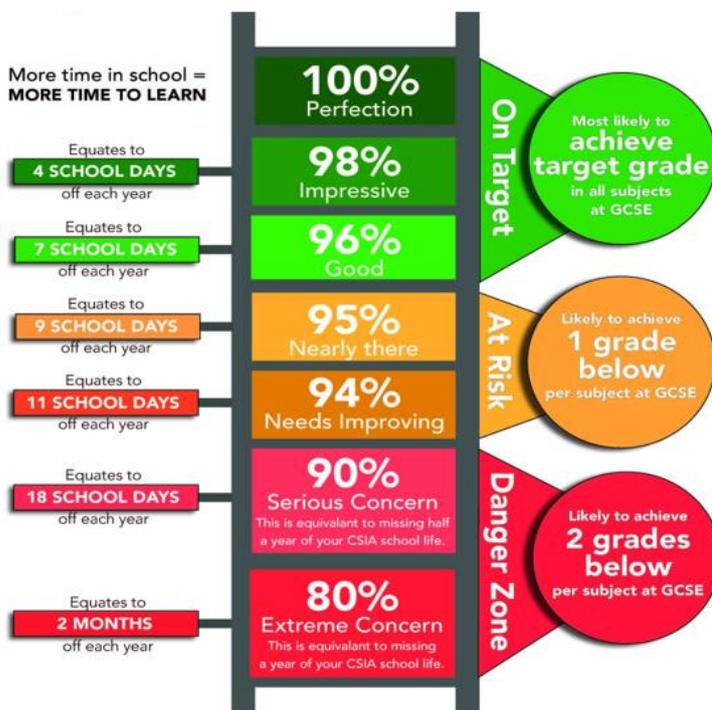 More time in school =
MORE TIME TO LEARN
100%
Perfection
Equates to
4 SCHOOL DAYS
off each year
98%
Impressive
Equates to
7 SCHOOL DAYS
off each year
96%
Good
On Target
Most likely to
achieve
target grade
in all subjects
at GCSE
Equates to
9 SCHOOL DAYS
off each year
95%
Nearly there
Equates to
11 SCHOOL DAYS
off each year
94%
Needs Improving
At Risk
Likely to achieve
1 grade
below
per subject at GCSE
Equates to
18 SCHOOL DAYS
off each year
90%
Serious Concern
This is equivalant to missing half
a year of your CSIA school life.
Equates to
2 MONTHS
off each year
80%
Extreme Concern
This is equivalant to missing
a year of your CSIA school life.
Danger Zone
Likely to achieve
2 grades
below
per subject at GCSE